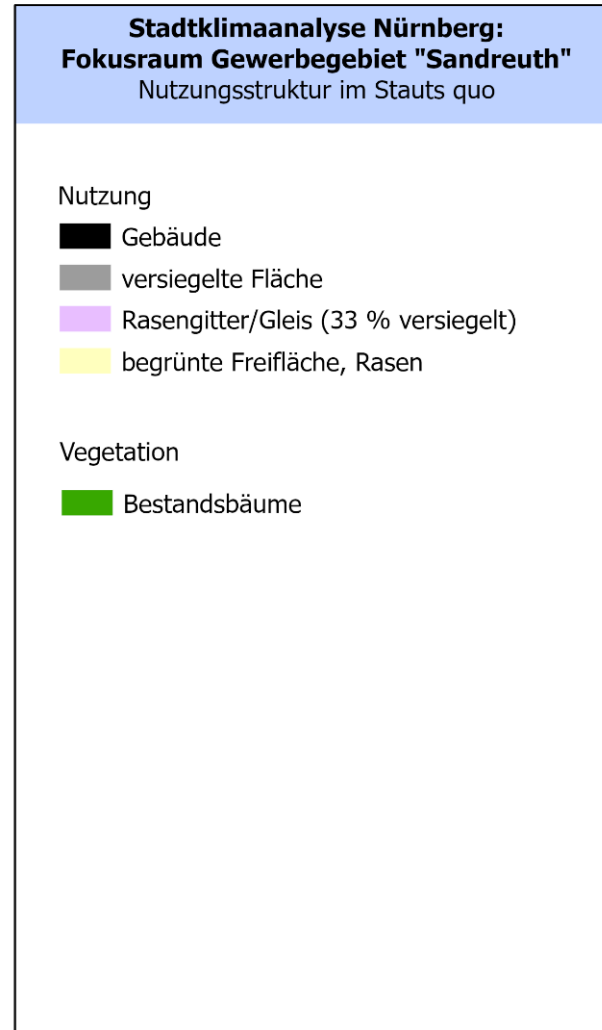 Stadtklimaanalyse Nürnberg:
Fokusraum Gewerbegebiet "Sandreuth"
Nutzungsstruktur im Stauts quo
Nutzung
Gebäude
versiegelte Fläche
Rasengitter/Gleis (33 % versiegelt)
begrünte Freifläche, Rasen
Vegetation
Bestandsbäume